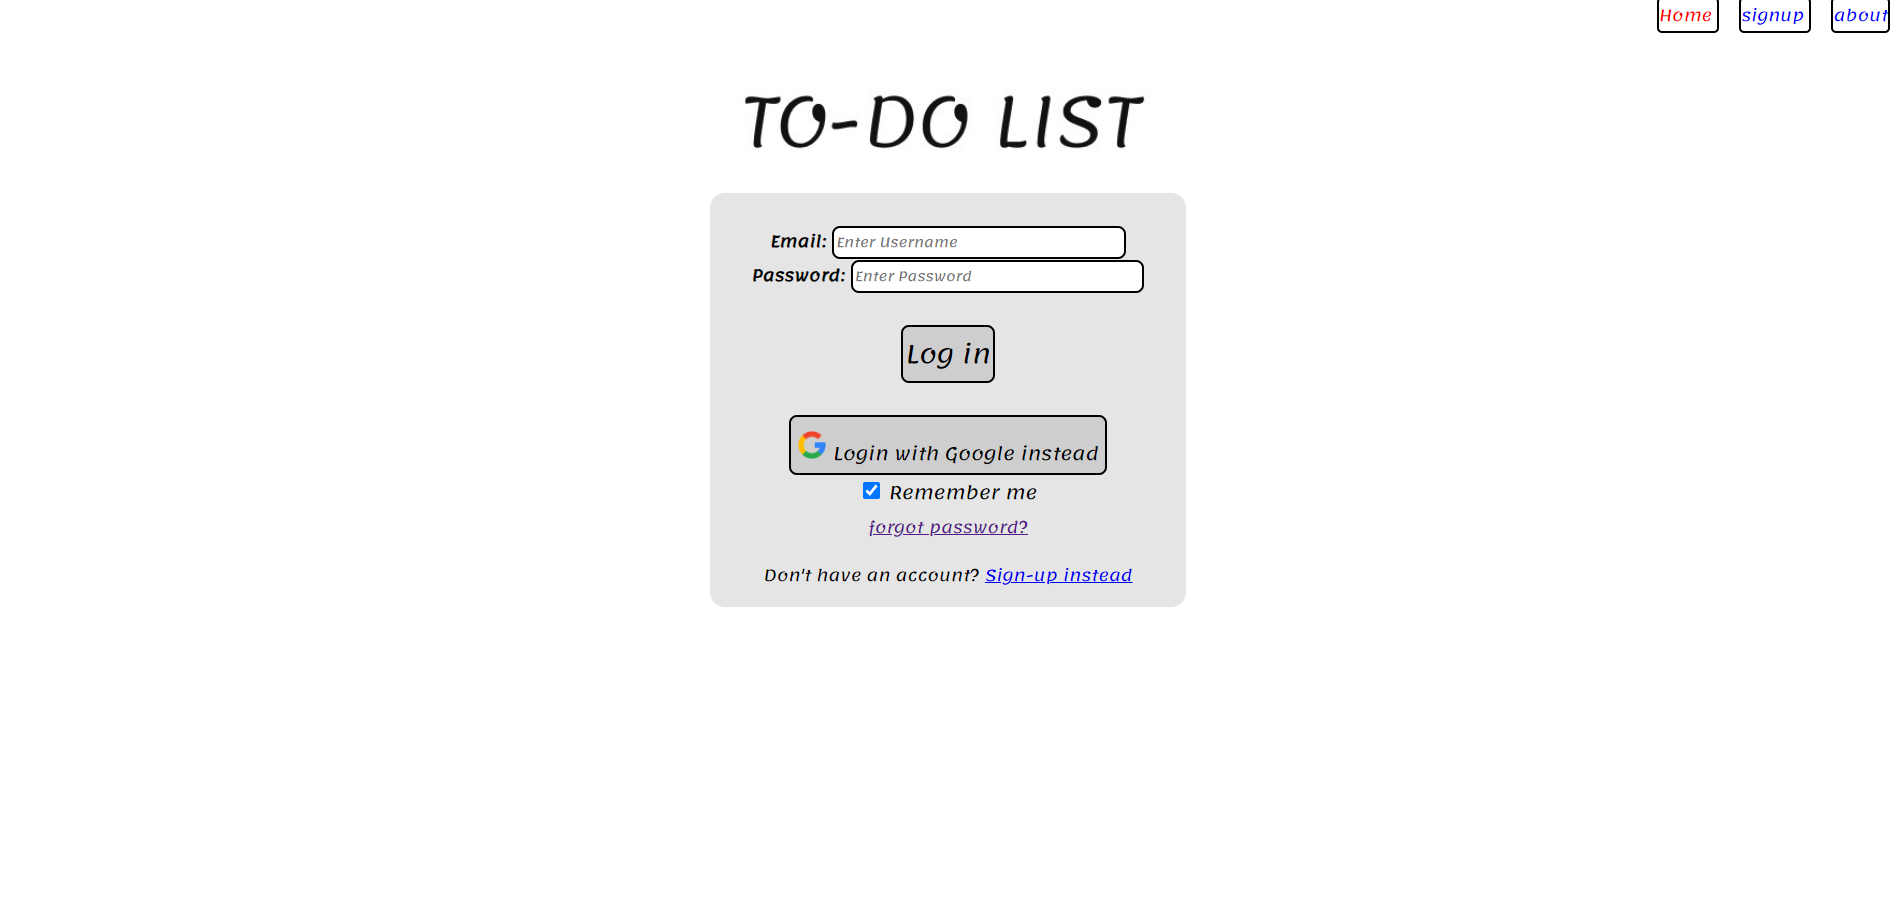 Home signup about
TO-DO LIST
Email: Enter Username
Password: Enter Password
Log in
Login with Google instead
Remember me
forgot password?
Don't have an account? Sign-up instead